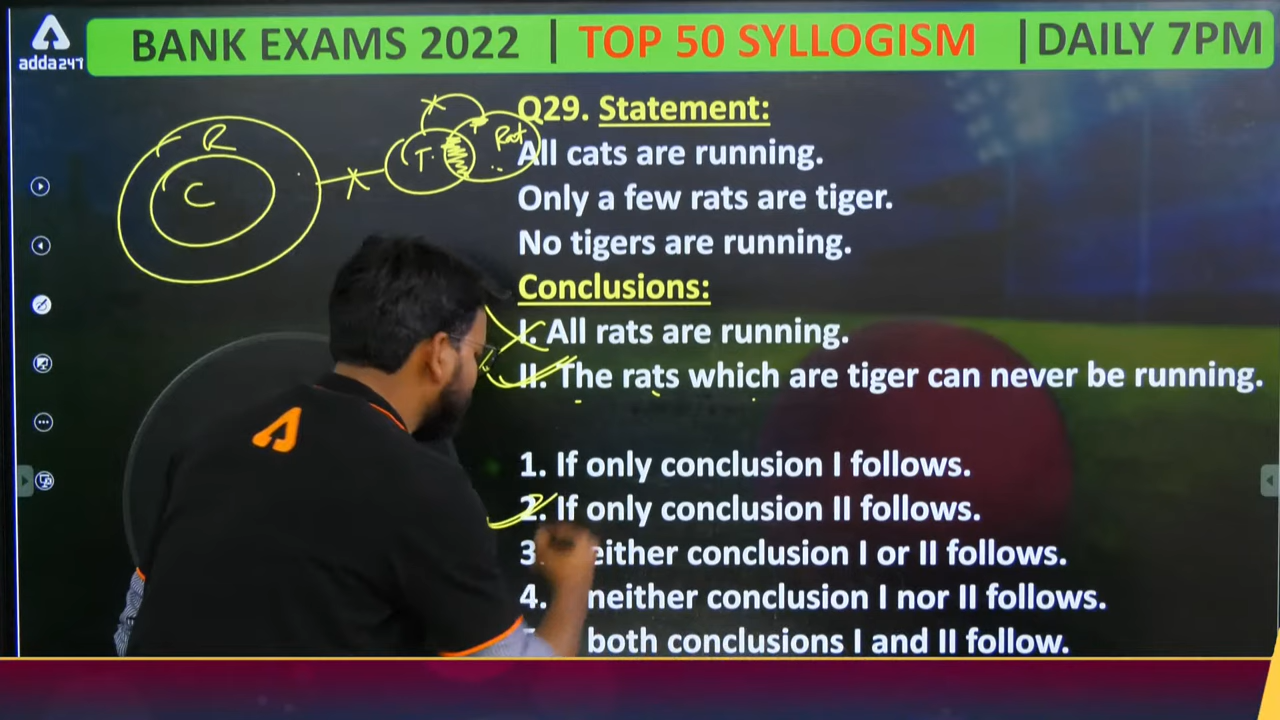 adda247
BANK EXAMS 2022 | TOP 50 SYLLOGISM | DAILY 7PM
R
C
T
Rat
Q29. Statement:
All cats are running.
Only a few rats are tiger.
No tigers are running.
Conclusions:
I. All rats are running.
II. The rats which are tiger can never be running.
1. If only conclusion I follows.
2. If only conclusion II follows.
3. either conclusion I or II follows.
4. neither conclusion I nor II follows.
both conclusions I and II follow.